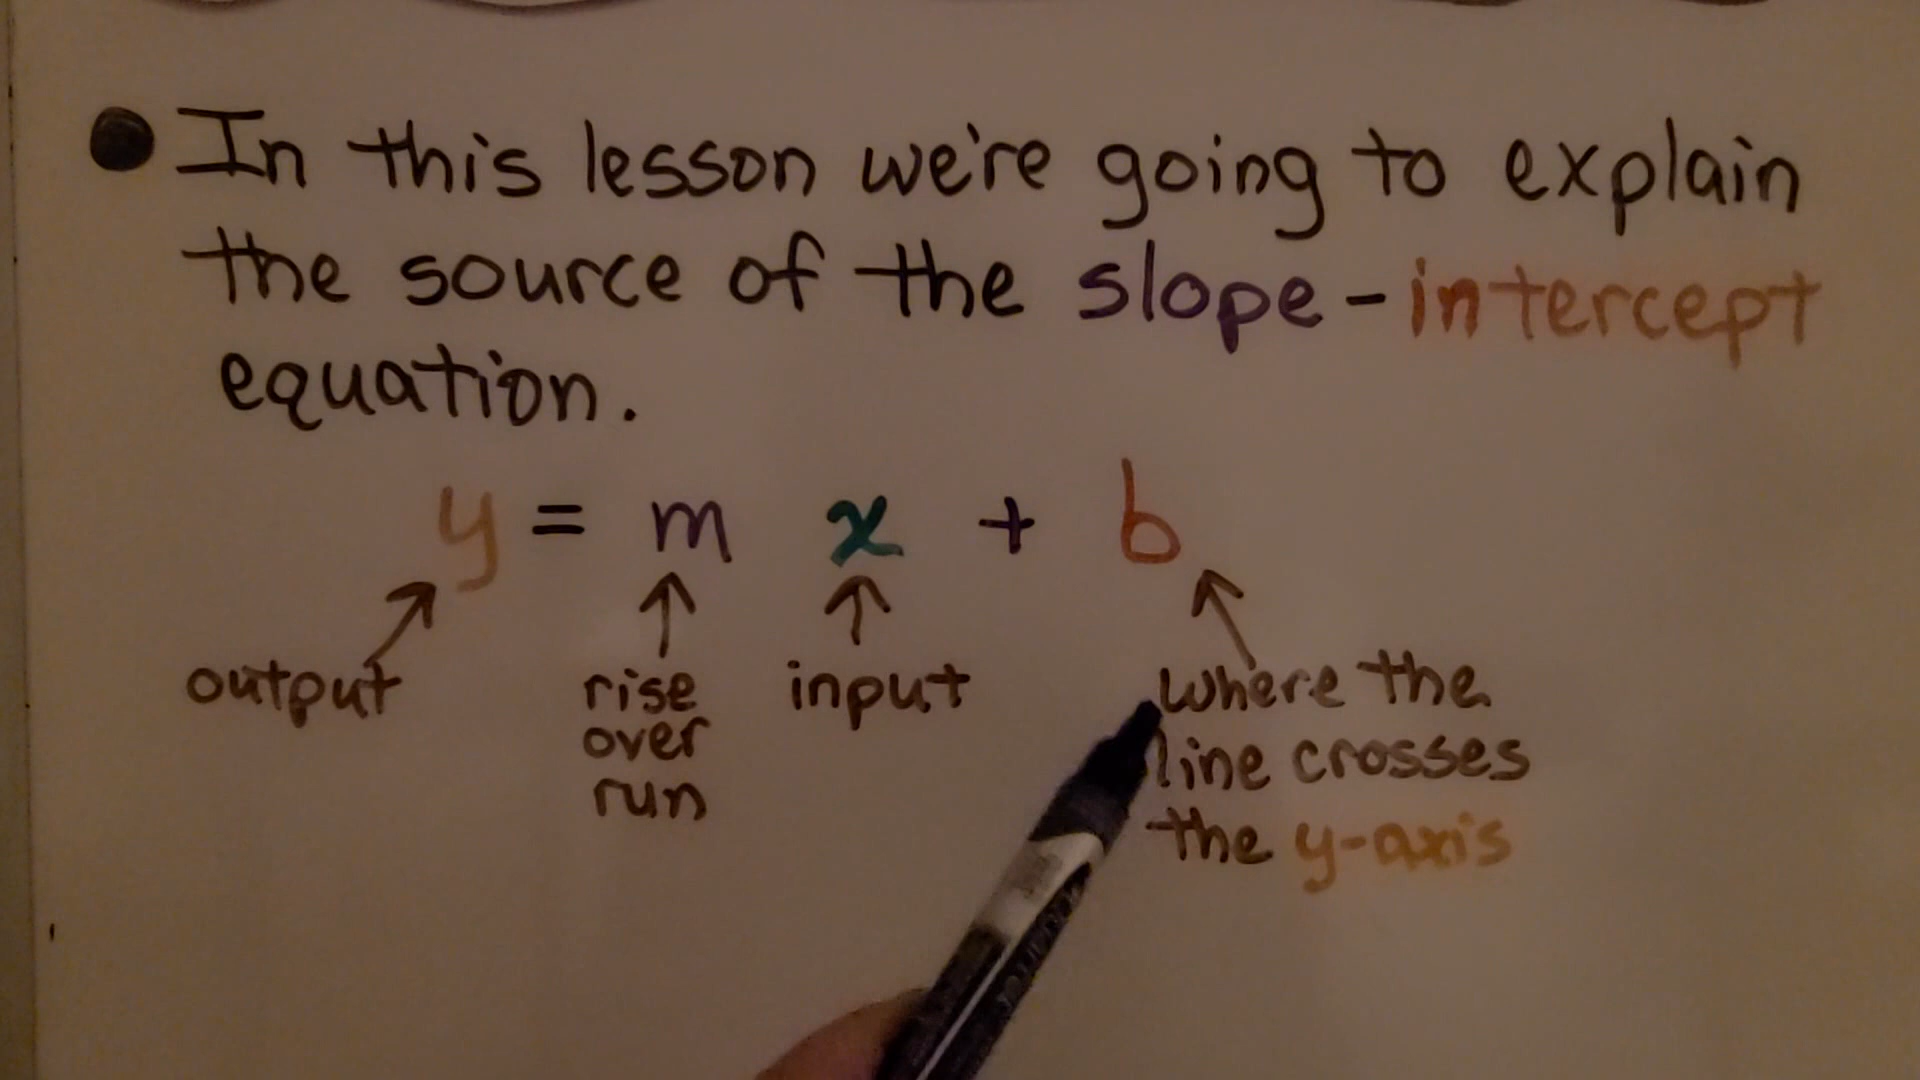 ● In this lesson we're going to explain
the source of the slope-intercept
equation.
y = m x + b
output
rise
over
run
input
where the
line crosses
the y-axis